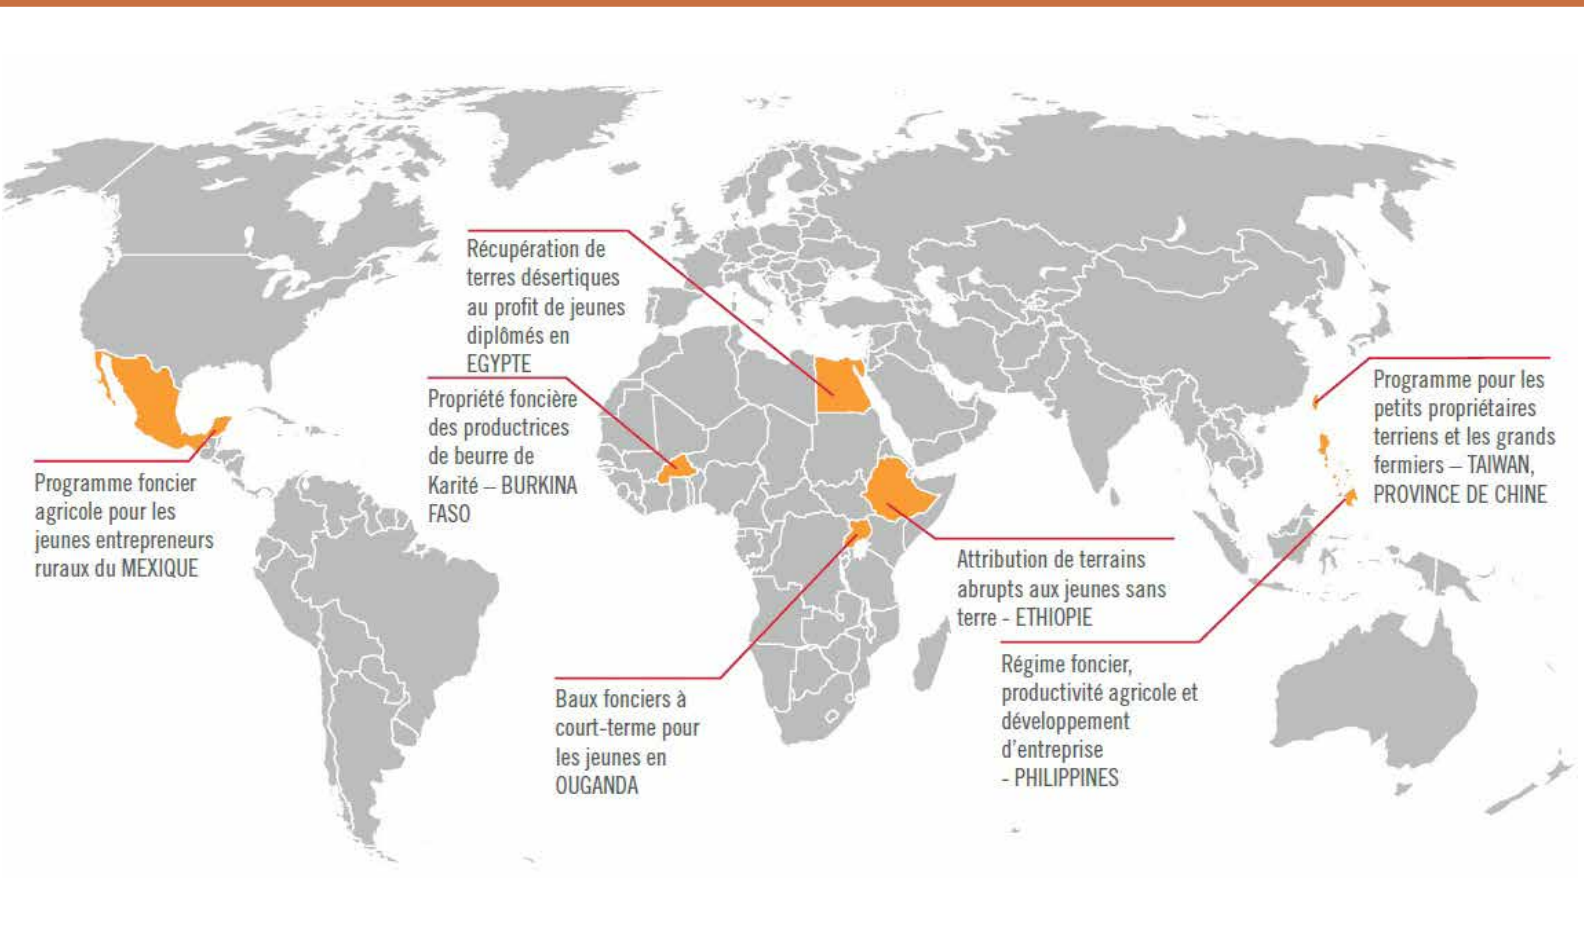 Récupération de
terres désertiques
au profit de jeunes
diplômés en
EGYPTE
Propriété foncière
des productrices
de beurre de
Karité – BURKINA
FASO
Programme foncier
agricole pour les
jeunes entrepreneurs
ruraux du MEXIQUE
Programme pour les
petits propriétaires
terriens et les grands
fermiers – TAIWAN,
PROVINCE DE CHINE
Attribution de terrains
abrupts aux jeunes sans
terre - ETHIOPIE
Régime foncier,
productivité agricole et
développement
d'entreprise
- PHILIPPINES
Baux fonciers à
court-terme pour
les jeunes en
OUGANDA